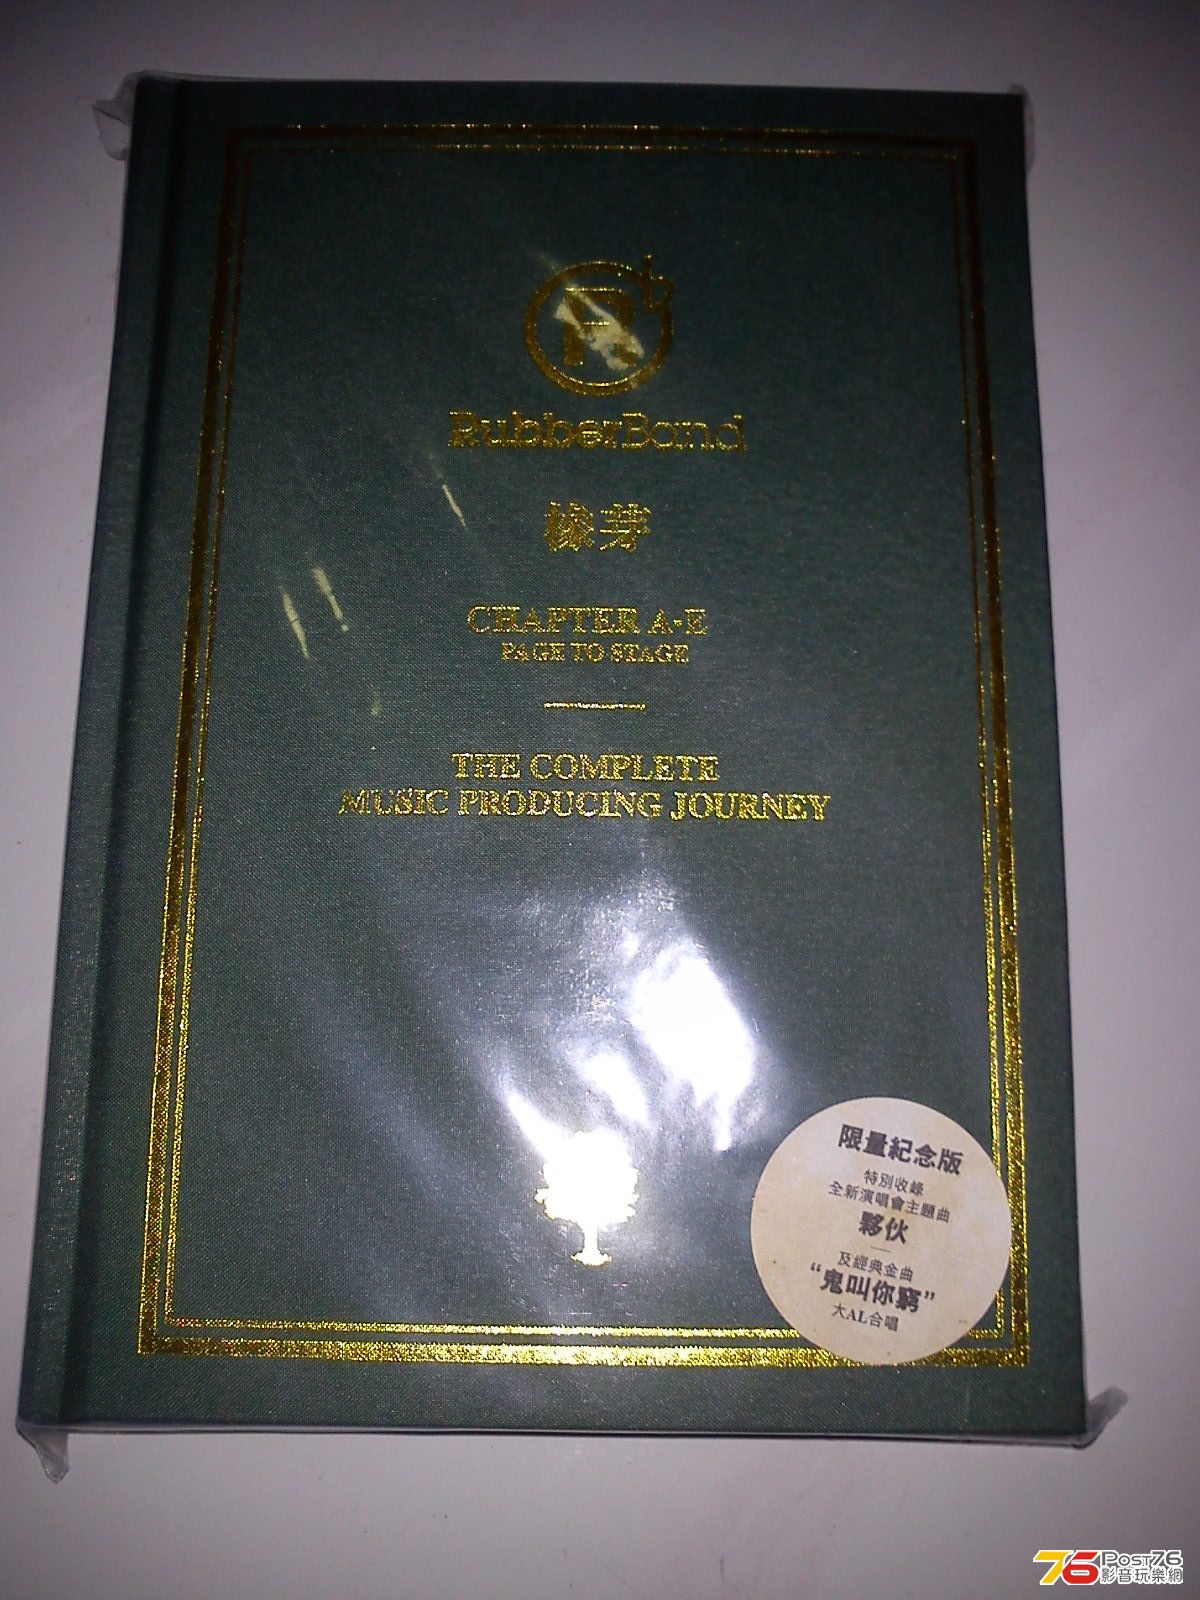 Rb
RubberBand
橡芽
CHAPTER A-E
PAGE TO STAGE
THE COMPLETE
MUSIC PRODUCING JOURNEY
限量紀念版
特別收錄
全新演唱會主題曲
夥伙
及經典金曲
“鬼叫你窮”
大AL合唱
76 POST76
影音玩樂網